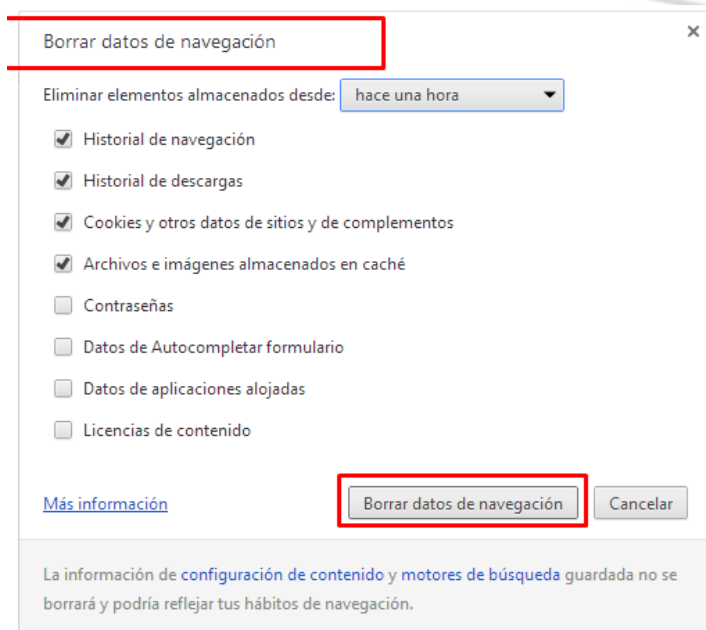 Borrar datos de navegación
Eliminar elementos almacenados desde: hace una hora
Historial de navegación
Historial de descargas
Cookies y otros datos de sitios y de complementos
Archivos e imágenes almacenados en caché
Contraseñas
Datos de Autocompletar formulario
Datos de aplicaciones alojadas
Licencias de contenido
Más información Borrar datos de navegación Cancelar
La información de configuración de contenido y motores de búsqueda guardada no se
borrará y podría reflejar tus hábitos de navegación.